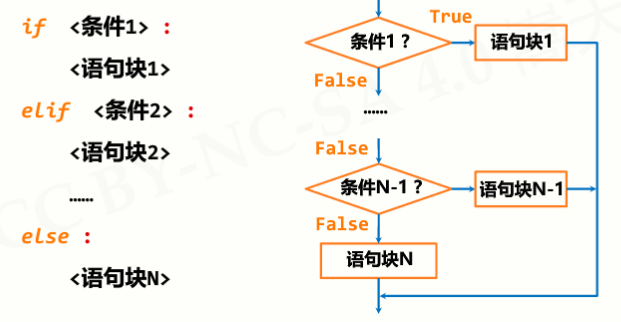 if <条件1> :
<语句块1>
elif <条件2> :
<语句块2>
……
else :
<语句块N>
True
条件1？
语句块1
False
……
False
条件N-1？
语句块N-1
False
语句块N
CC BY-NC-SA 4.0